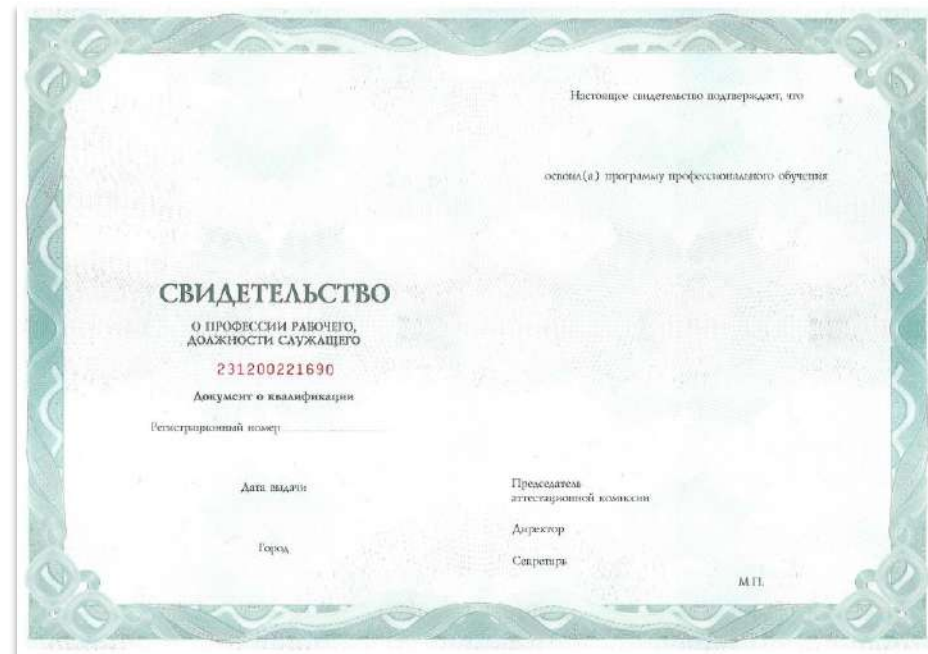 СВИДЕТЕЛЬСТВО
О ПРОФЕССИИ РАБОЧЕГО,
ДОЛЖНОСТИ СЛУЖАЩЕГО
231200221690
Документ о квалификации
Регистрационный номер
Дата выдачи
Город
Настоящее свидетельство подтверждает, что
освоил(а) программу профессионального обучения
Председатель
аттестационной комиссии
Директор
Секретарь
М.П.